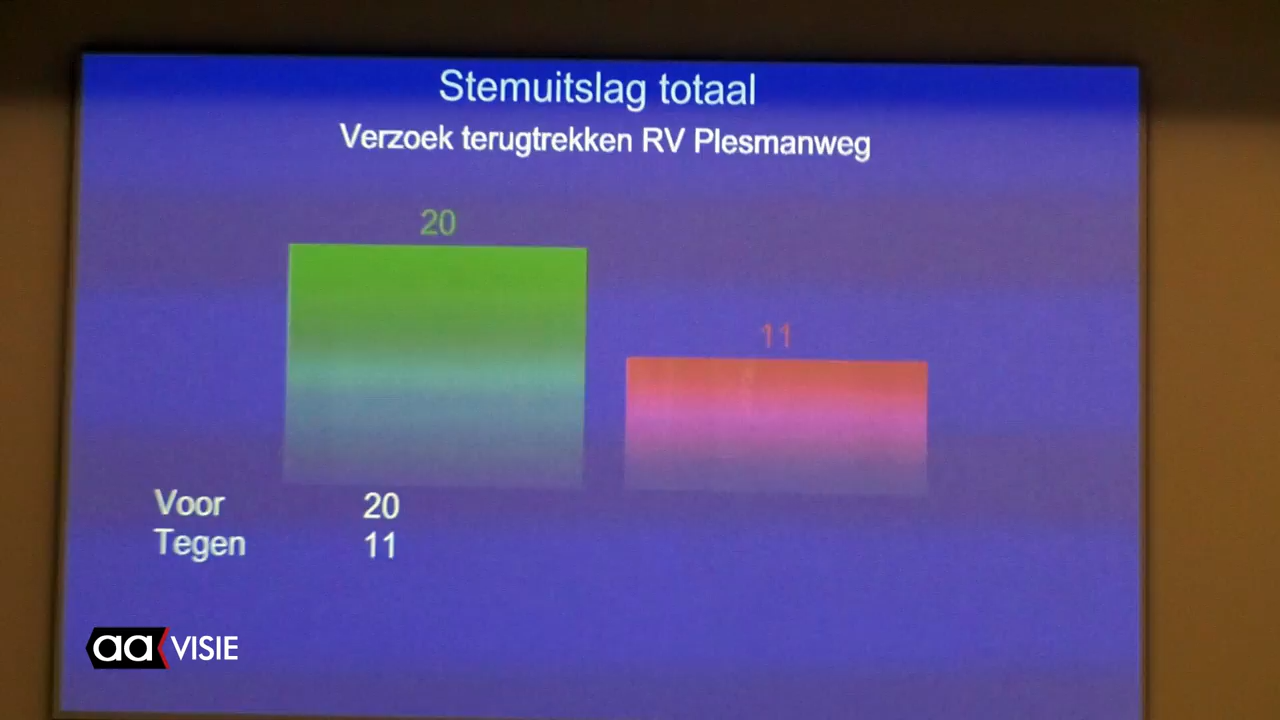 Stemuitslag totaal
Verzoek terugtrekken RV Plesmanweg
20
11
Voor 20
Tegen 11
aa VISIE